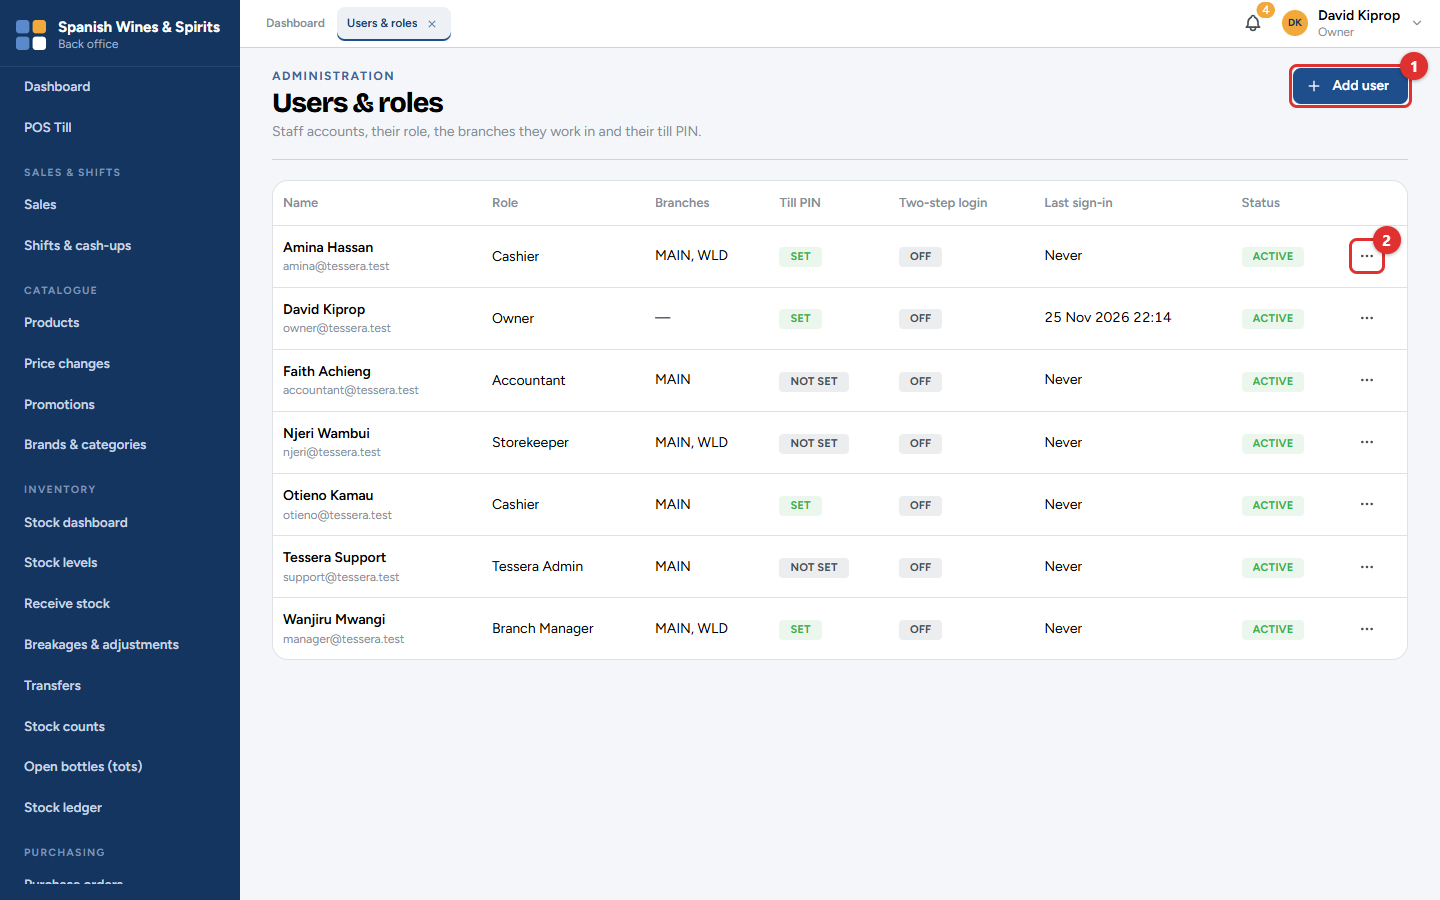 Spanish Wines & Spirits
Back office
Dashboard
POS Till
SALES & SHIFTS
Sales
Shifts & cash-ups
CATALOGUE
Products
Price changes
Promotions
Brands & categories
INVENTORY
Stock dashboard
Stock levels
Receive stock
Breakages & adjustments
Transfers
Stock counts
Open bottles (tots)
Stock ledger
PURCHASING
Purchase orders
Dashboard Users & roles ×
4 DK David Kiprop
Owner
ADMINISTRATION
Users & roles
Staff accounts, their role, the branches they work in and their till PIN.
+ Add user 1
Name Role Branches Till PIN Two-step login Last sign-in Status
Amina Hassan
amina@tessera.test
Cashier MAIN, WLD SET OFF Never ACTIVE ... 2
David Kiprop
owner@tessera.test
Owner — SET OFF 25 Nov 2026 22:14 ACTIVE ...
Faith Achieng
accountant@tessera.test
Accountant MAIN NOT SET OFF Never ACTIVE ...
Njeri Wambui
njeri@tessera.test
Storekeeper MAIN, WLD NOT SET OFF Never ACTIVE ...
Otieno Kamau
otieno@tessera.test
Cashier MAIN SET OFF Never ACTIVE ...
Tessera Support
support@tessera.test
Tessera Admin MAIN NOT SET OFF Never ACTIVE ...
Wanjiru Mwangi
manager@tessera.test
Branch Manager MAIN, WLD SET OFF Never ACTIVE ...